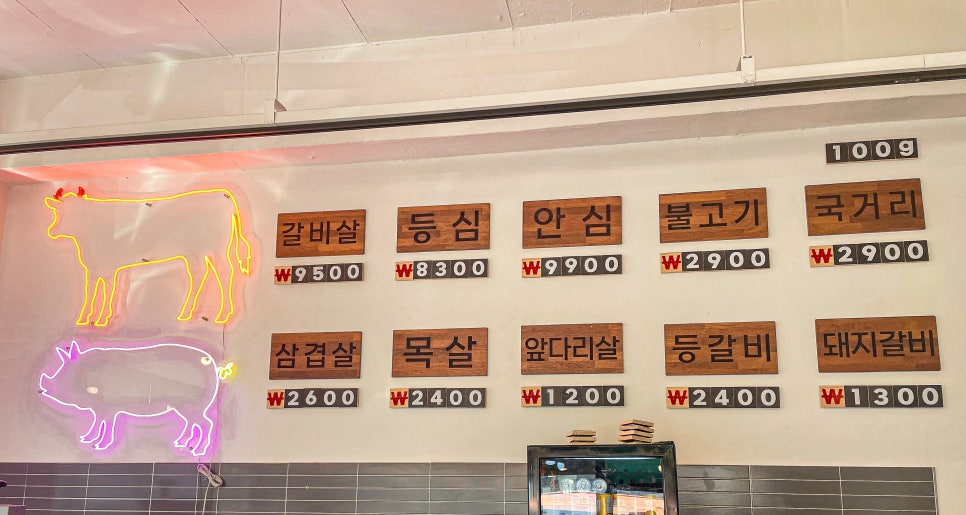 100g
갈비살 등심 안심 불고기 국거리
₩9500 ₩8300 ₩9900 ₩2900 ₩2900
삼겹살 목살 앞다리살 등갈비 돼지갈비
₩2600 ₩2400 ₩1200 ₩2400 ₩1300